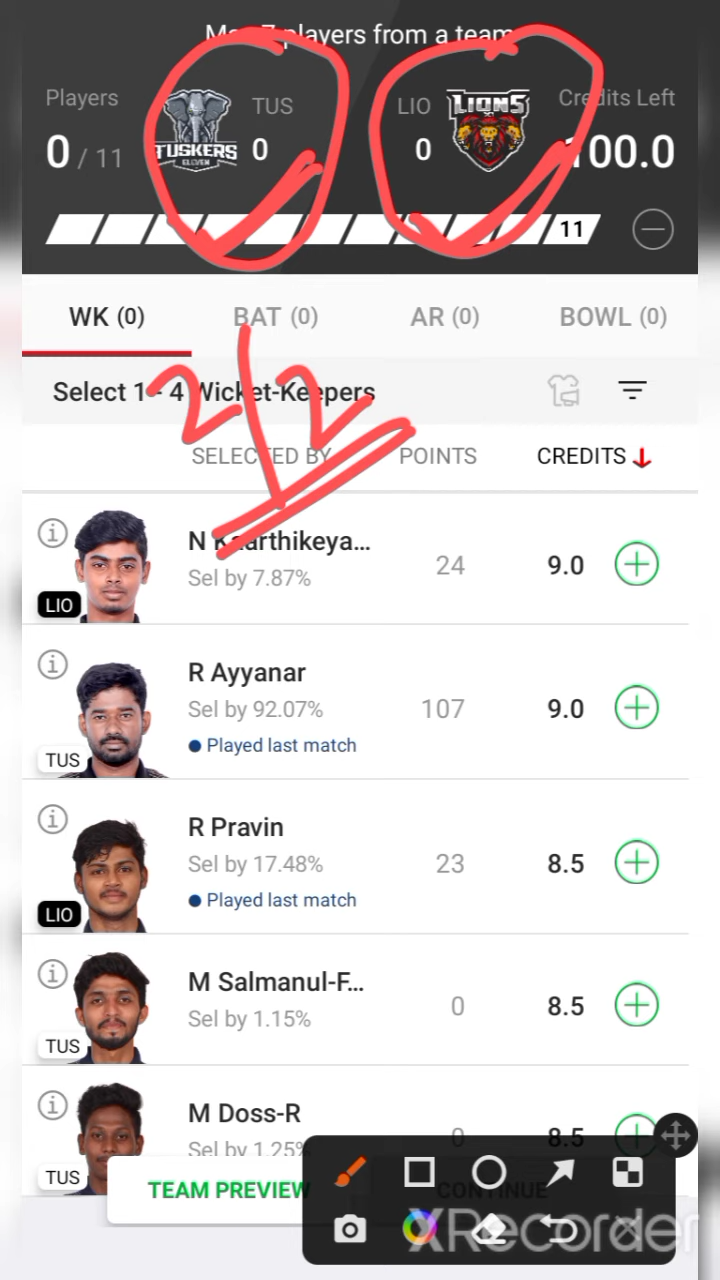 Max 7 players from a team
Players
TUS
LIO
Credits Left
0 / 11
TUSKERS
ELEVEN
0
0
LIONS
XI
100.0
11
WK (0)
BAT (0)
AR (0)
BOWL (0)
Select 1 - 4 Wicket-Keepers
2/2
SELECTED BY
POINTS
CREDITS
N Kaarthikeya...
Sel by 7.87%
24
9.0
LIO
R Ayyanar
Sel by 92.07%
107
9.0
Played last match
TUS
R Pravin
Sel by 17.48%
23
8.5
Played last match
LIO
M Salmanul-F...
Sel by 1.15%
0
8.5
TUS
M Doss-R
Sel by 1.25%
0
8.5
TUS
TEAM PREVIEW
CONTINUE
XRecorder